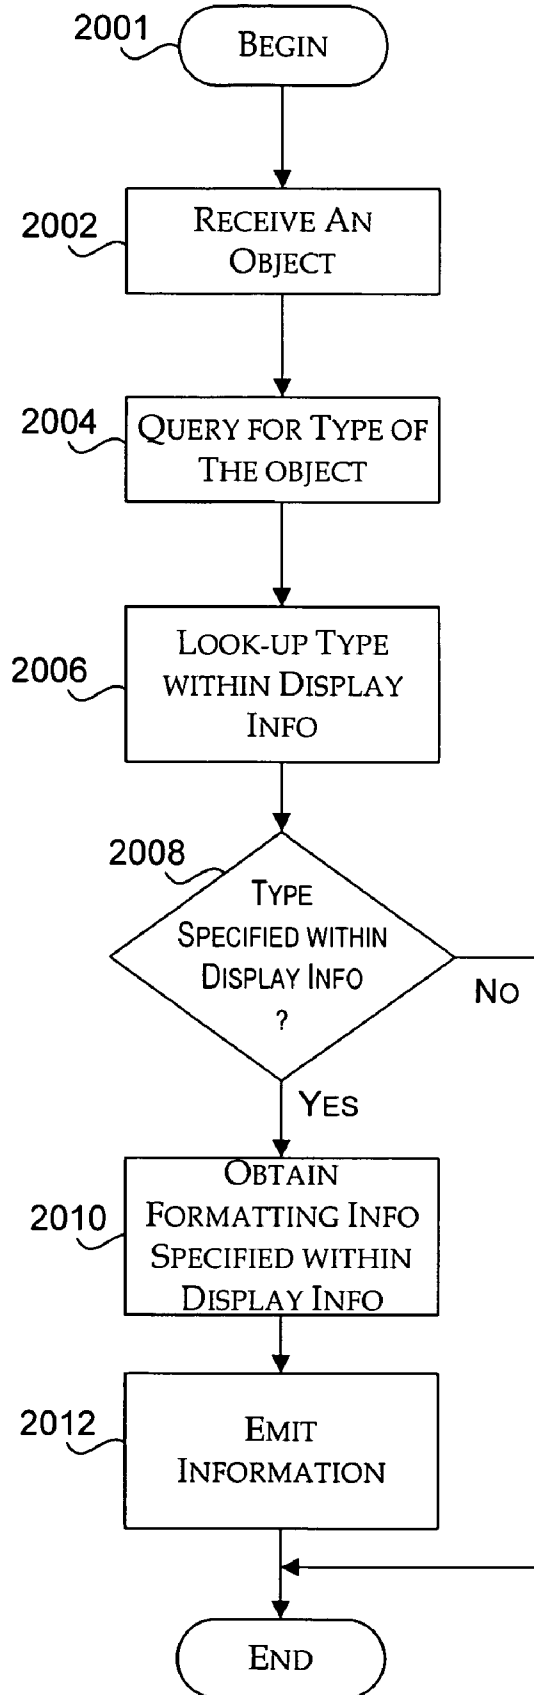 2001
BEGIN
2002
RECEIVE AN
OBJECT
2004
QUERY FOR TYPE OF
THE OBJECT
2006
LOOK-UP TYPE
WITHIN DISPLAY
INFO
2008
TYPE
SPECIFIED WITHIN
DISPLAY INFO
?
NO
YES
2010
OBTAIN
FORMATTING INFO
SPECIFIED WITHIN
DISPLAY INFO
2012
EMIT
INFORMATION
END